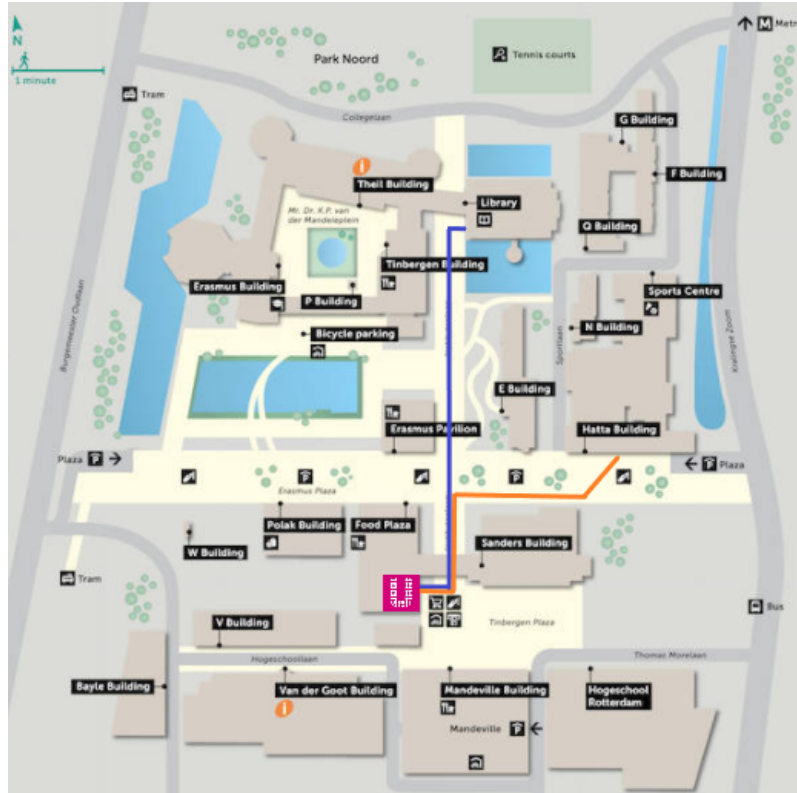 N
1 minute
Park Noord
Tennis courts
Metr
Tram
Collegelaan
G Building
F Building
Theil Building
Library
Mr. Dr. K.P. van
der Mandeleplein
Q Building
Tinbergen Building
Erasmus Building
Sports Centre
P Building
Burgemeester Oudlaan
Bicycle parking
N Building
Sportlaan
Kralingse Zoom
E Building
Erasmus Pavilion
Hatta Building
Plaza
P
P
P
P
Plaza
Erasmus Plaza
Polak Building
Food Plaza
W Building
Sanders Building
Tram
Bus
V Building
Tinbergen Plaza
Hogeschoollaan
Thomas Morelaan
Bayle Building
Van der Goot Building
Mandeville Building
Hogeschool
Rotterdam
Mandeville
P